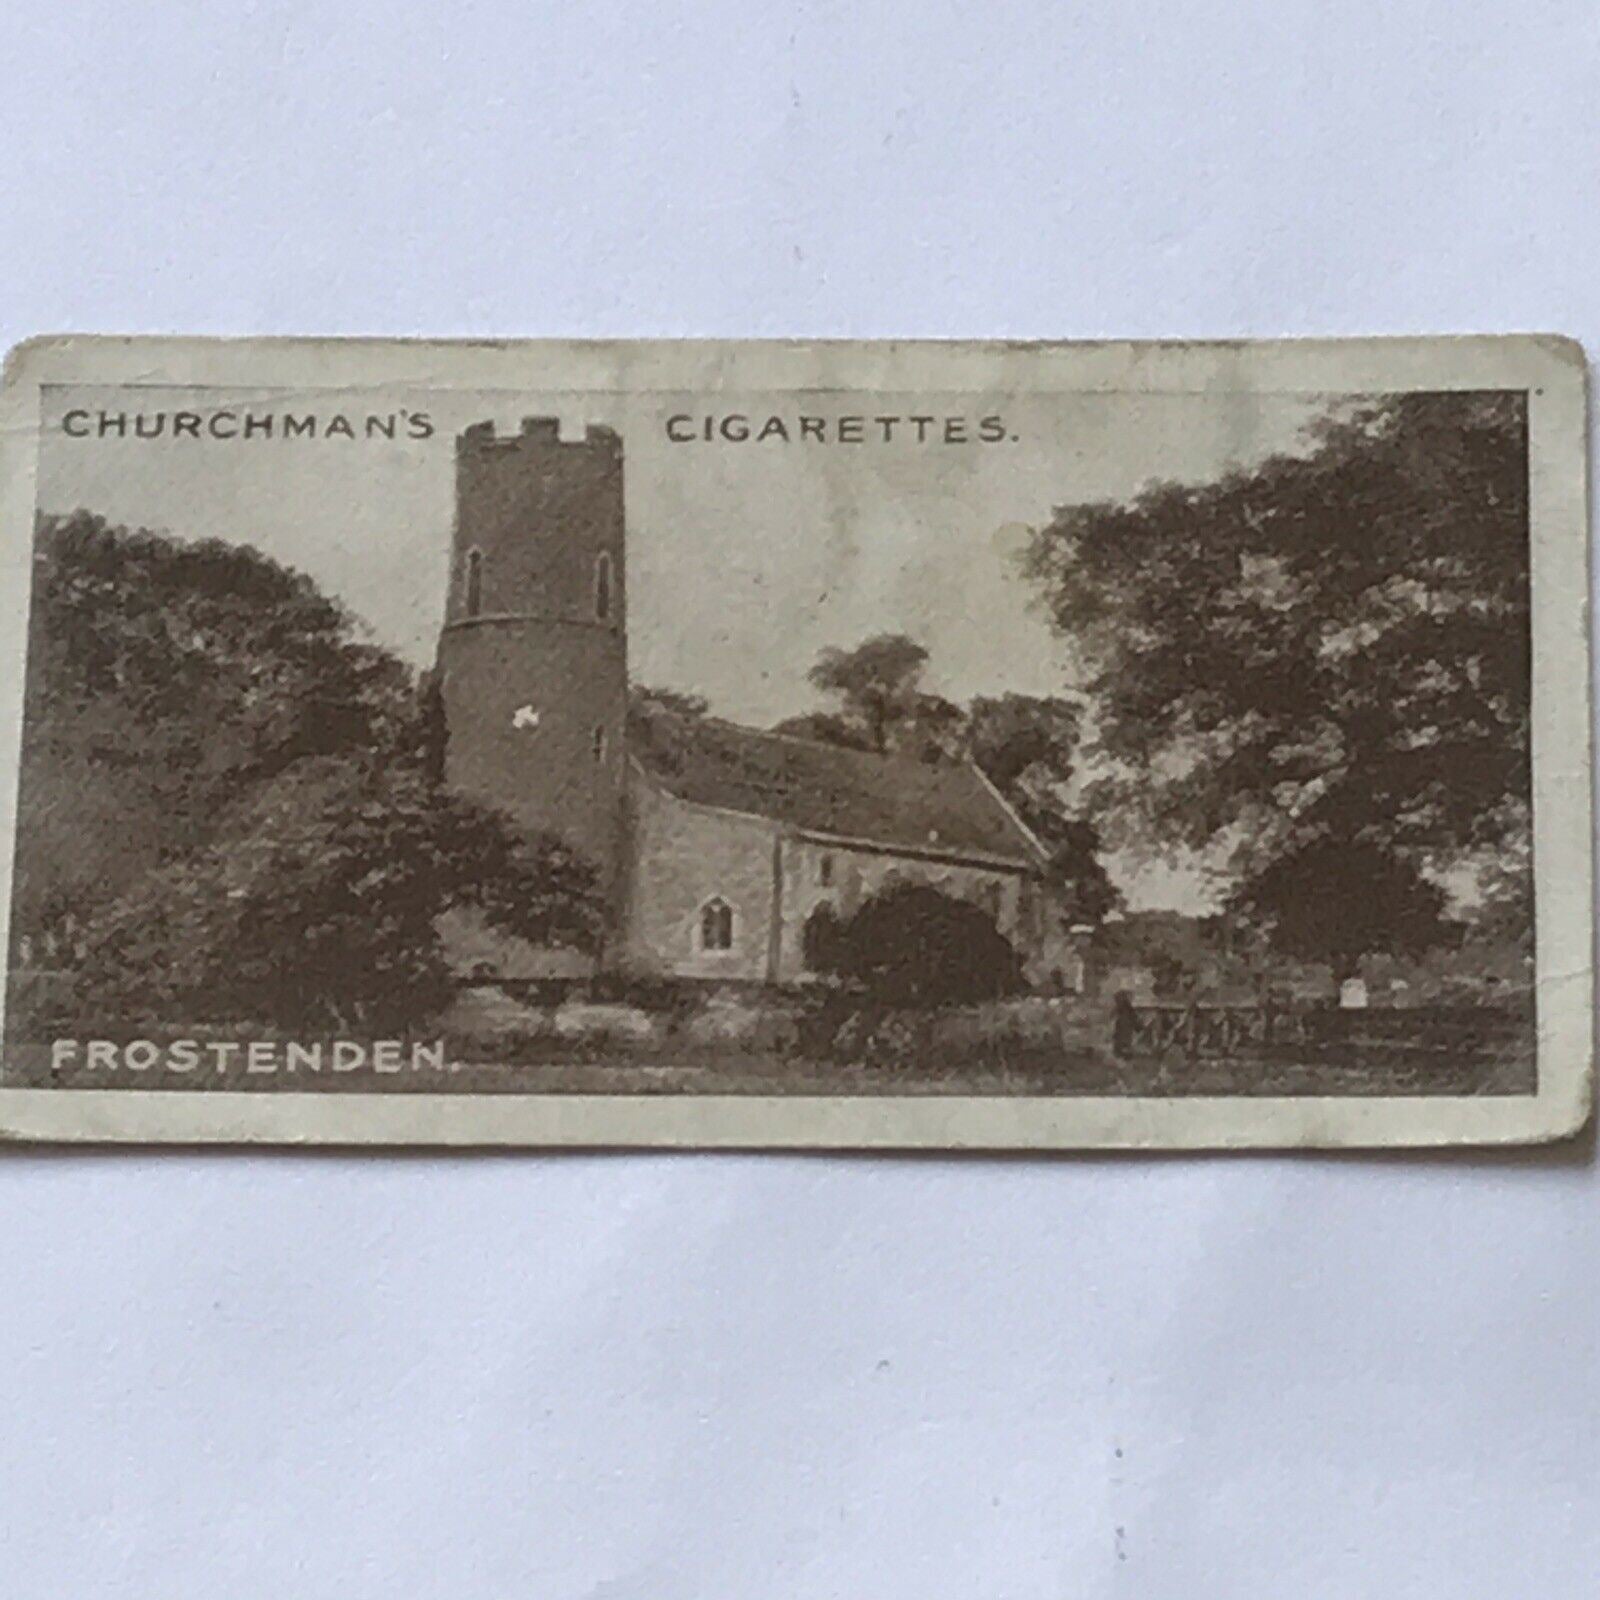 CHURCHMAN'S CIGARETTES.
FROSTENDEN.